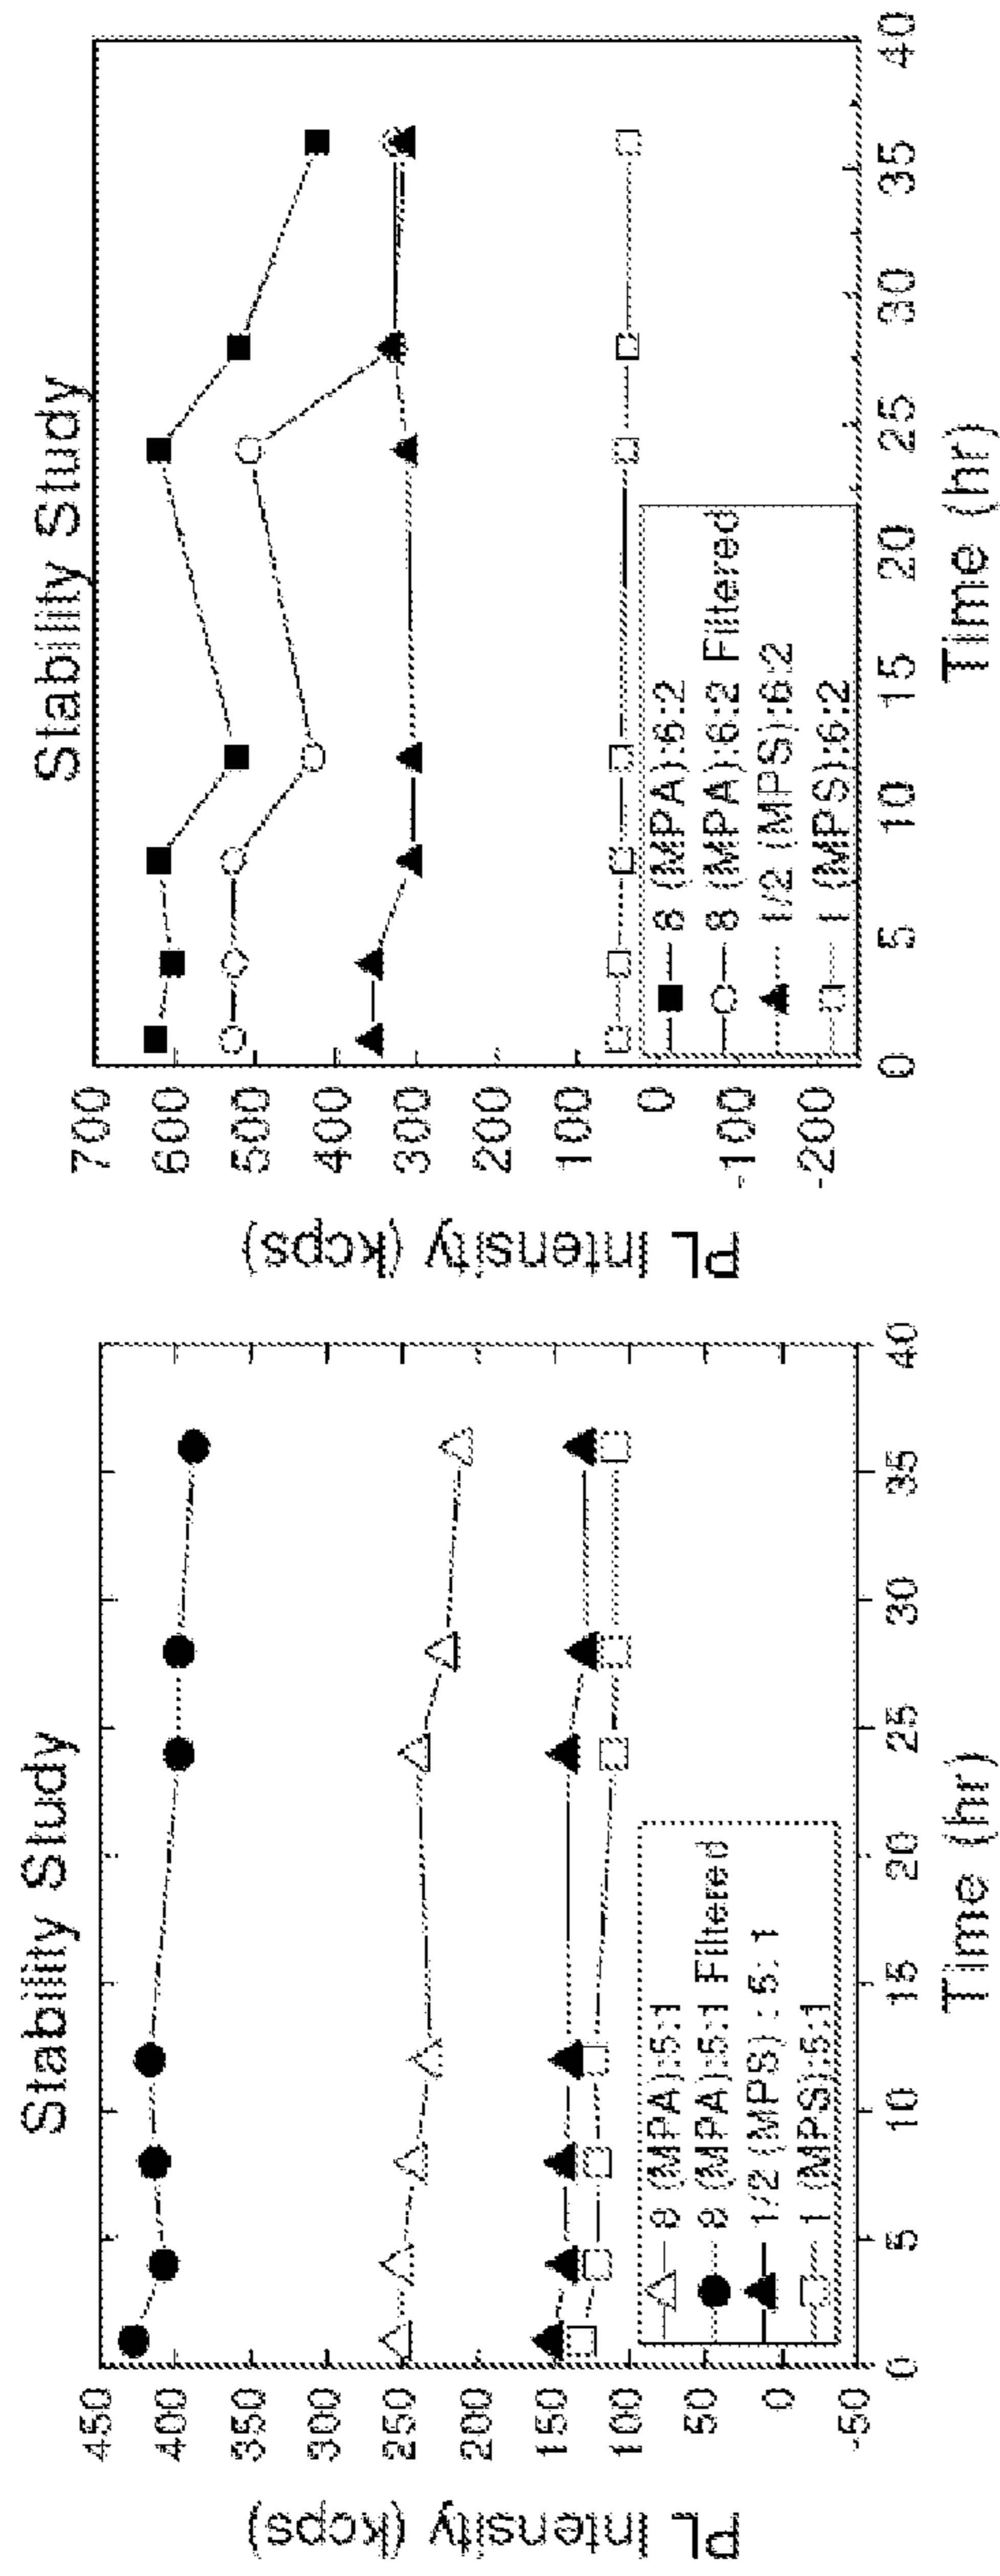 Stability Study
PL Intensity (kcps)
450
400
350
300
250
200
150
100
50
0
-50
8 (MPA):5:1
8 (MPA):5:1 Filtered
1/2 (MPS) : 5: 1
1 (MPS):5:1
0 5 10 15 20 25 30 35 40
Time (hr)
Stability Study
PL Intensity (kcps)
700
600
500
400
300
200
100
0
-100
-200
8 (MPA):6:2
8 (MPA):6:2 Filtered
1/2 (MPS):6:2
1 (MPS):6:2
0 5 10 15 20 25 30 35 40
Time (hr)